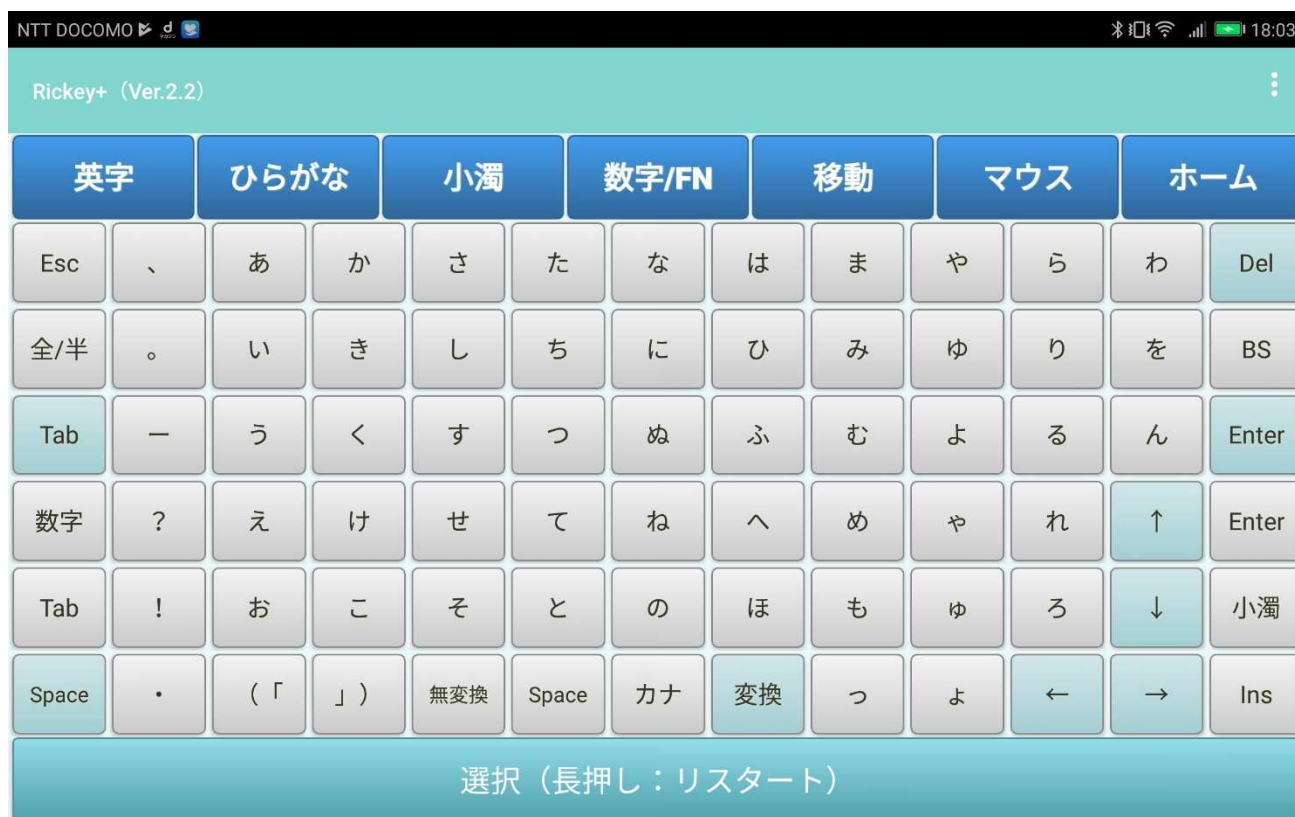 NTT DOCOMO d 18:03
Rickey+（Ver.2.2）
英字 ひらがな 小濁 数字/FN 移動 マウス ホーム
Esc 、 あ か さ た な は ま や ら わ Del
全/半 。 い き し ち に ひ み ゆ り を BS
Tab ー う く す つ ぬ ふ む よ る ん Enter
数字 ? え け せ て ね へ め ゃ れ ↑ Enter
Tab ! お こ そ と の ほ も ゅ ろ ↓ 小濁
Space ・ （「 」） 無変換 Space カナ 変換 っ ょ ← → Ins
選択（長押し：リスタート）